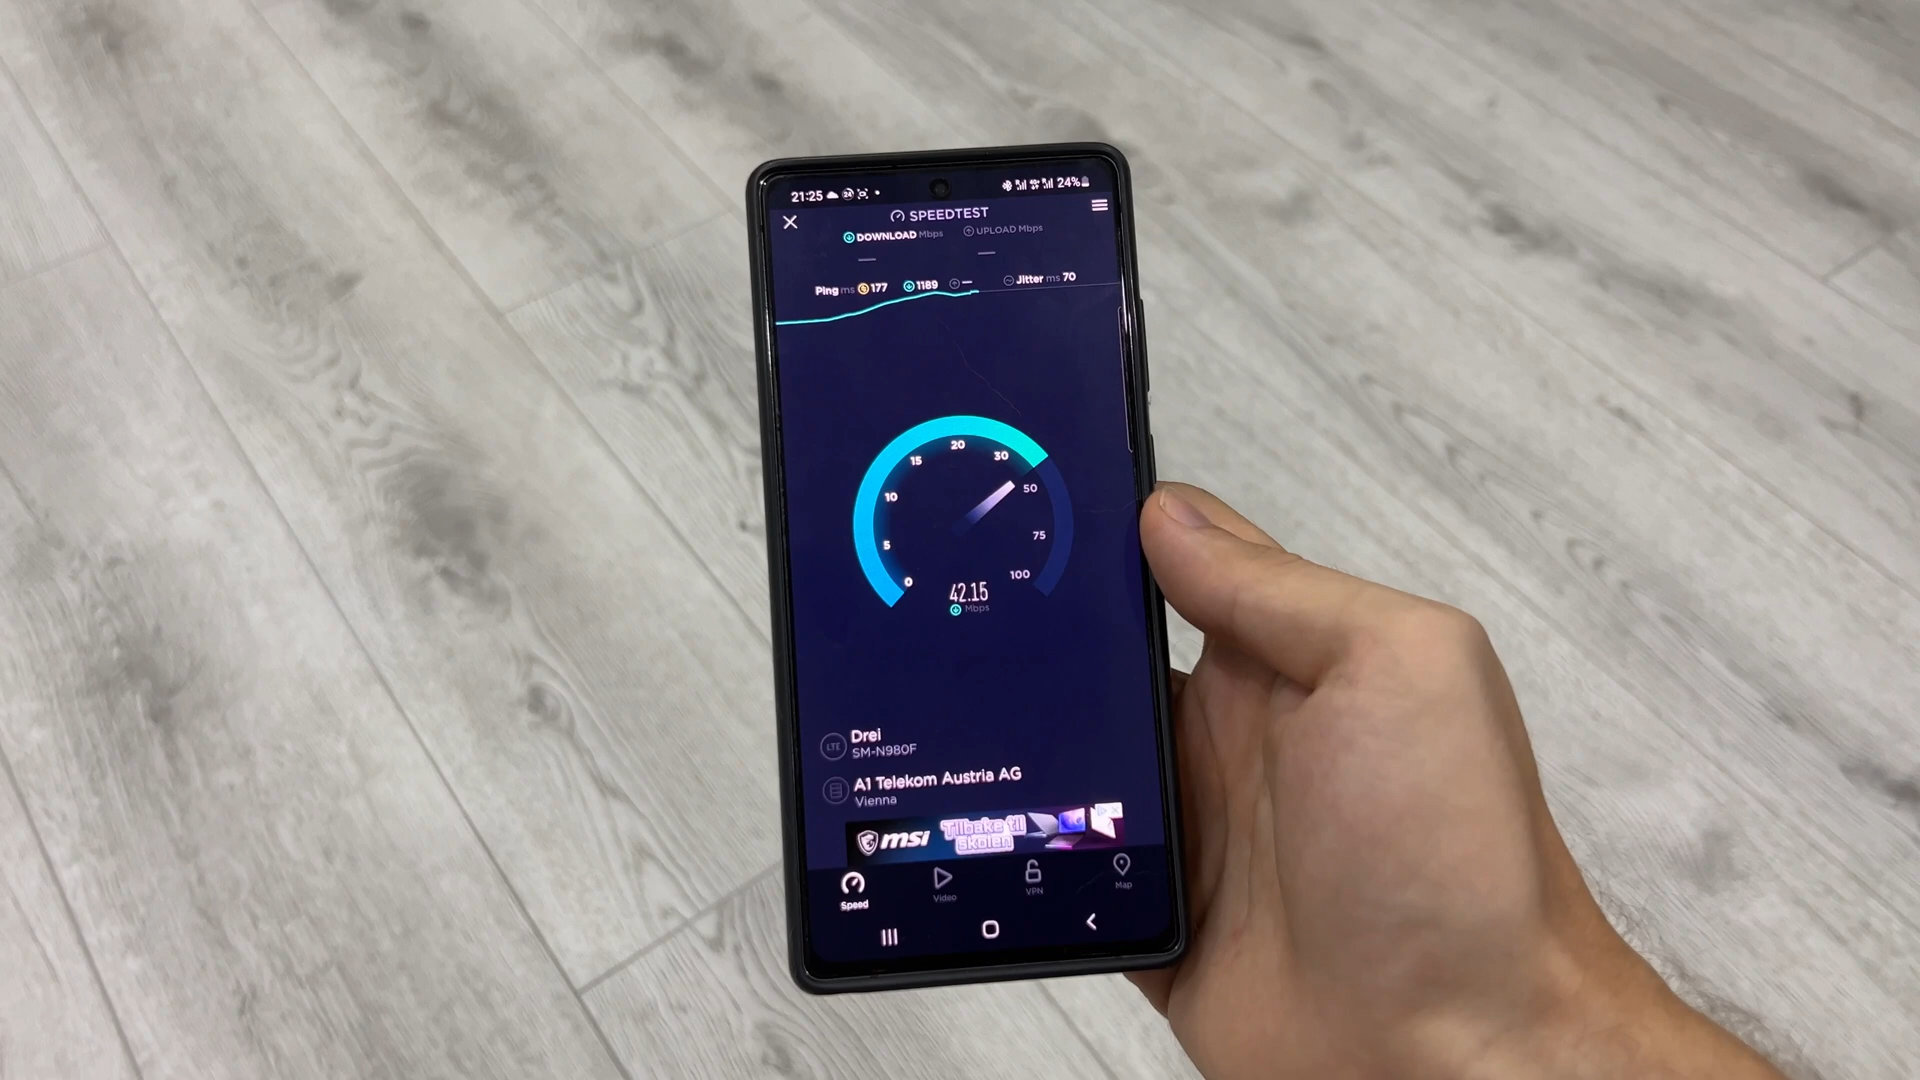 21:25 24 24%
SPEEDTEST
DOWNLOAD Mbps UPLOAD Mbps
— —
Ping ms 177 1189 — Jitter ms 70
20
15 30
10 50
5 75
0 100
42.15
Mbps
LTE Drei
SM-N980F
A1 Telekom Austria AG
Vienna
msi Tilbake til
skolen
Speed Video VPN Map